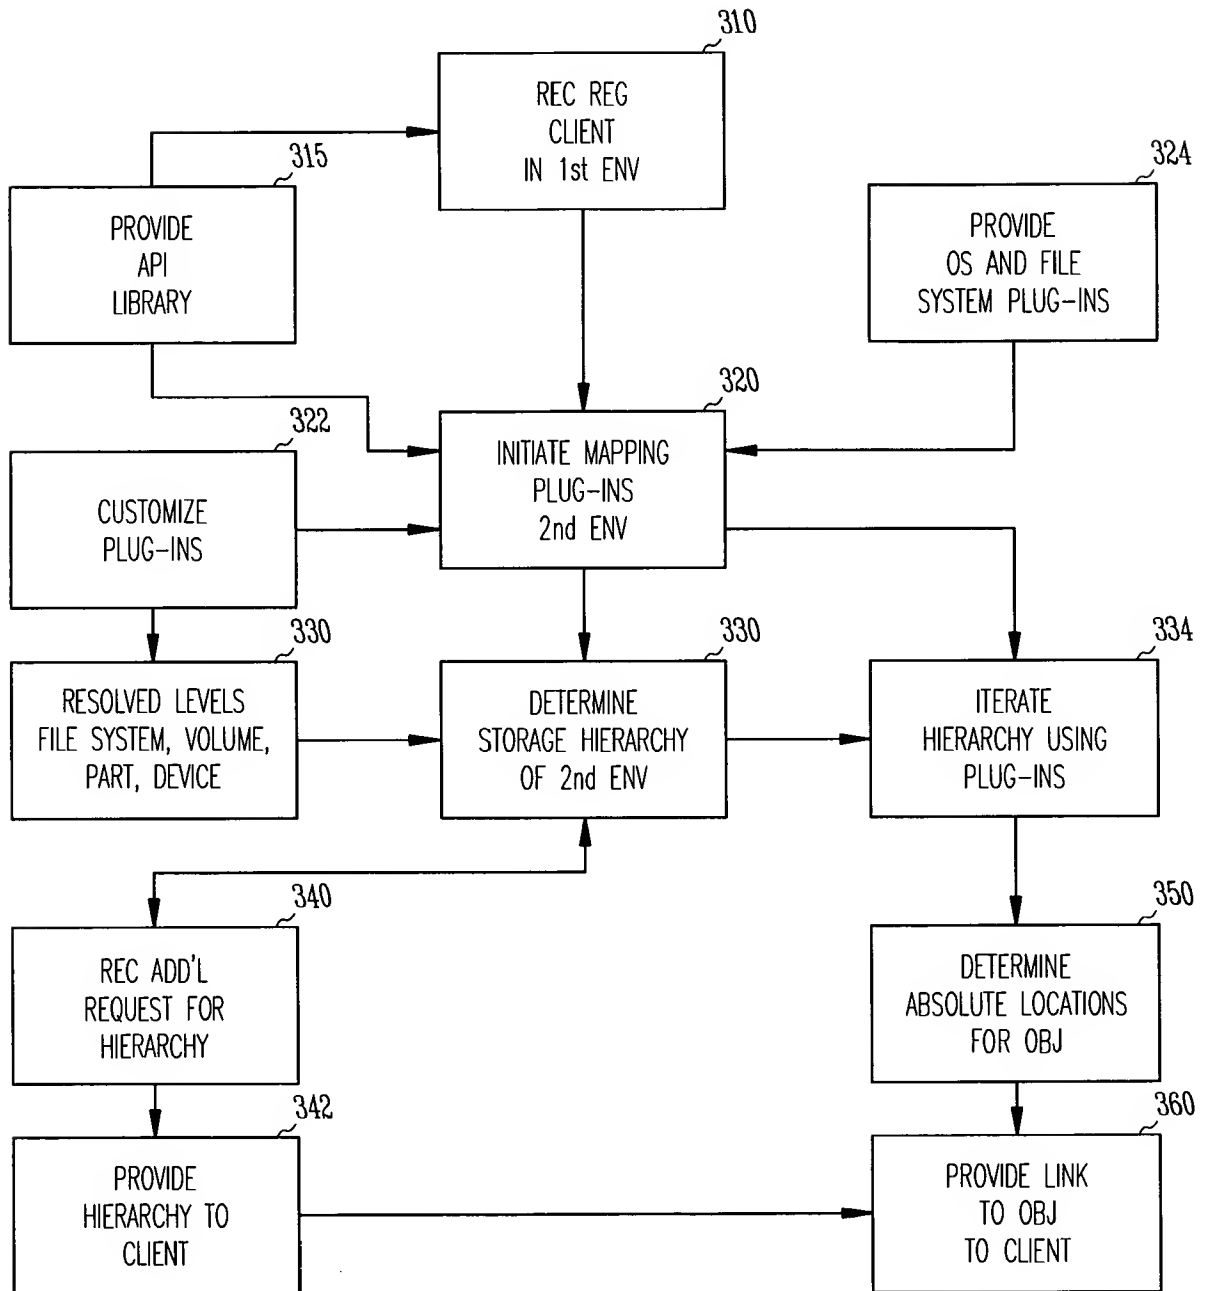 310
REC REG
CLIENT
IN 1st ENV
315
PROVIDE
API
LIBRARY
324
PROVIDE
OS AND FILE
SYSTEM PLUG-INS
320
INITIATE MAPPING
PLUG-INS
2nd ENV
322
CUSTOMIZE
PLUG-INS
330
RESOLVED LEVELS
FILE SYSTEM, VOLUME,
PART, DEVICE
330
DETERMINE
STORAGE HIERARCHY
OF 2nd ENV
334
ITERATE
HIERARCHY USING
PLUG-INS
340
REC ADD'L
REQUEST FOR
HIERARCHY
350
DETERMINE
ABSOLUTE LOCATIONS
FOR OBJ
342
PROVIDE
HIERARCHY TO
CLIENT
360
PROVIDE LINK
TO OBJ
TO CLIENT